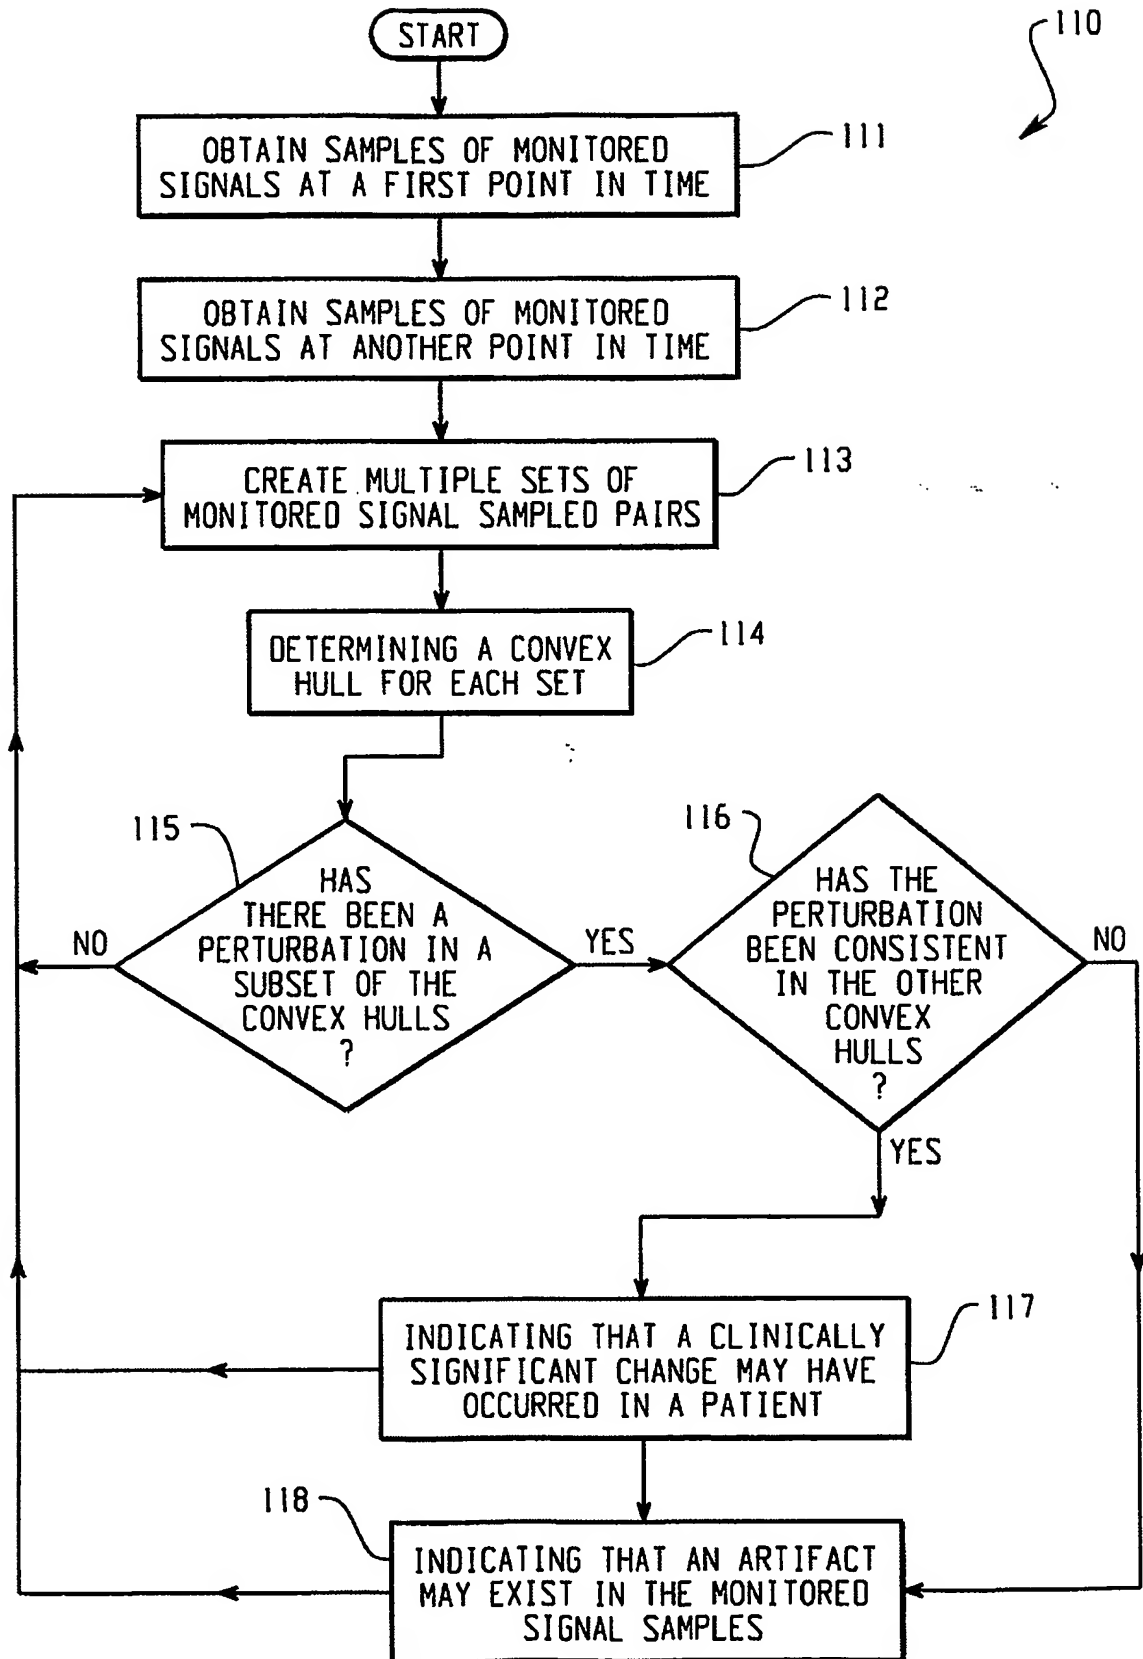 START
110
OBTAIN SAMPLES OF MONITORED
SIGNALS AT A FIRST POINT IN TIME
111
OBTAIN SAMPLES OF MONITORED
SIGNALS AT ANOTHER POINT IN TIME
112
CREATE MULTIPLE SETS OF
MONITORED SIGNAL SAMPLED PAIRS
113
DETERMINING A CONVEX
HULL FOR EACH SET
114
115
HAS
THERE BEEN A
PERTURBATION IN A
SUBSET OF THE
CONVEX HULLS
?
NO
YES
116
HAS THE
PERTURBATION
BEEN CONSISTENT
IN THE OTHER
CONVEX
HULLS
?
NO
YES
INDICATING THAT A CLINICALLY
SIGNIFICANT CHANGE MAY HAVE
OCCURRED IN A PATIENT
117
118
INDICATING THAT AN ARTIFACT
MAY EXIST IN THE MONITORED
SIGNAL SAMPLES